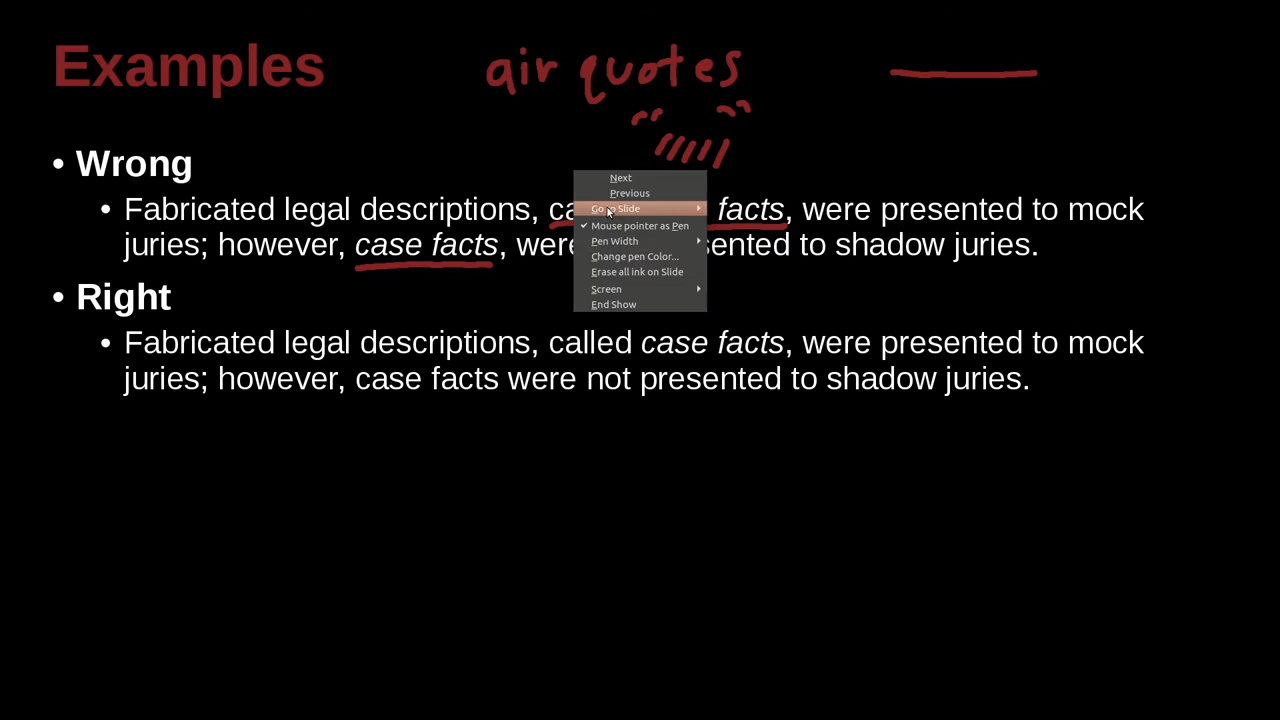 Examples
air quotes
• Wrong
• Fabricated legal descriptions, facts, were presented to mock
juries; however, case facts, were to shadow juries.
Next
Previous
Go to Slide
Mouse pointer as Pen
Pen Width
Change pen Color...
Erase all ink on Slide
Screen
End Show
• Right
• Fabricated legal descriptions, called case facts, were presented to mock
juries; however, case facts were not presented to shadow juries.